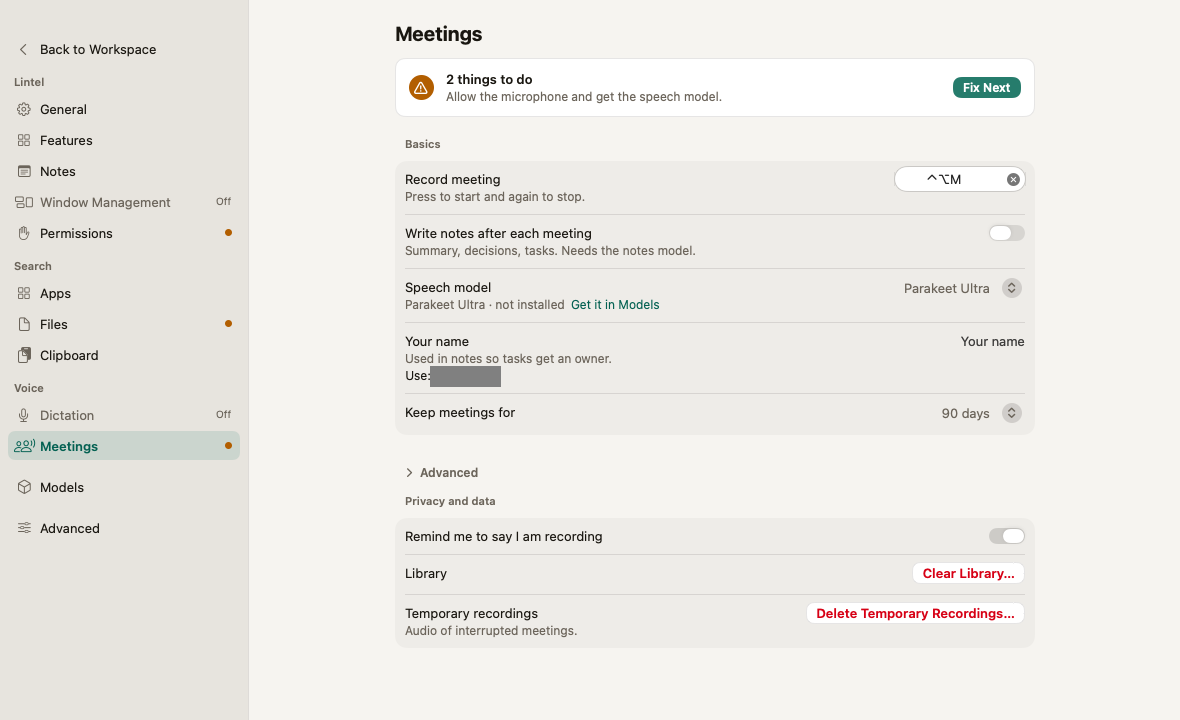 Back to Workspace
Lintel
General
Features
Notes
Window Management Off
Permissions
Search
Apps
Files
Clipboard
Voice
Dictation Off
Meetings
Models
Advanced
Meetings
2 things to do
Allow the microphone and get the speech model.
Fix Next
Basics
Record meeting
Press to start and again to stop.
⌃⌥M
Write notes after each meeting
Summary, decisions, tasks. Needs the notes model.
Speech model
Parakeet Ultra · not installed Get it in Models
Parakeet Ultra
Your name
Used in notes so tasks get an owner.
Use:
Your name
Keep meetings for
90 days
Advanced
Privacy and data
Remind me to say I am recording
Library
Clear Library...
Temporary recordings
Audio of interrupted meetings.
Delete Temporary Recordings...